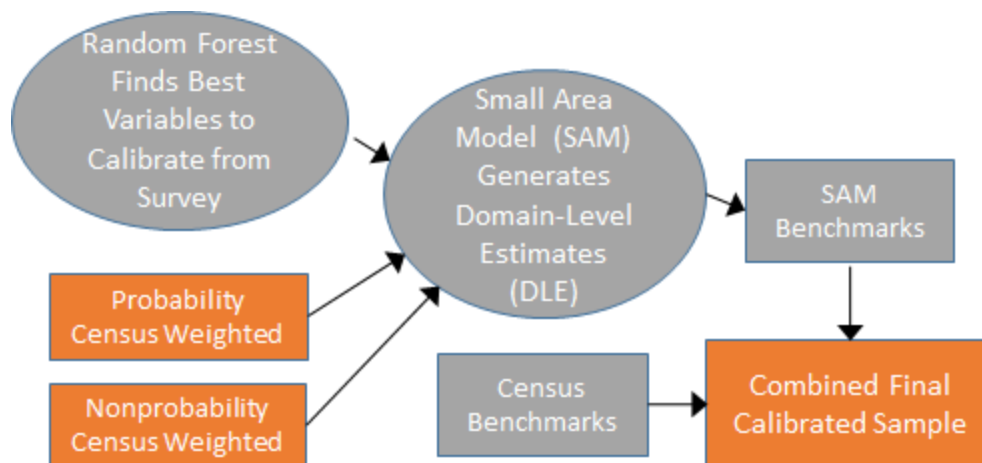 Random Forest
Finds Best
Variables to
Calibrate from
Survey
Small Area
Model (SAM)
Generates
Domain-Level
Estimates
(DLE)
SAM
Benchmarks
Probability
Census Weighted
Nonprobability
Census Weighted
Census
Benchmarks
Combined Final
Calibrated Sample